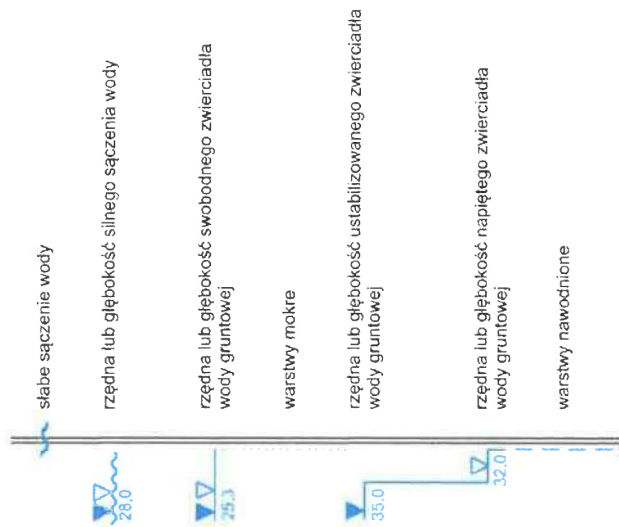 słabe sączenie wody
28.0
rzędna lub głębokość silnego sączenia wody
25.3
rzędna lub głębokość swobodnego zwierciadła
wody gruntowej
warstwy mokre
35.0
rzędna lub głębokość ustabilizowanego zwierciadła
wody gruntowej
32.0
rzędna lub głębokość napiętego zwierciadła
wody gruntowej
warstwy nawodnione